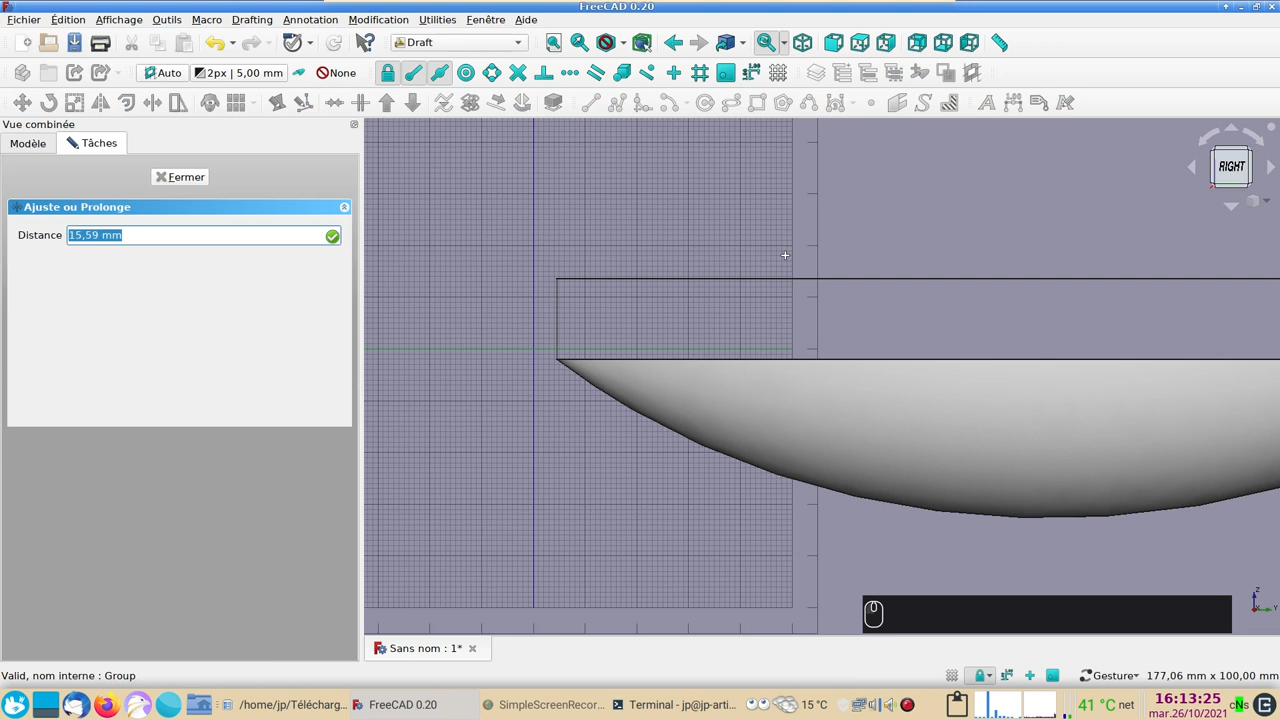 FreeCAD 0.20
Fichier Édition Affichage Outils Macro Drafting Annotation Modification Utilities Fenêtre Aide
Draft
Auto 2px | 5,00 mm None
Vue combinée
Modèle Tâches
Fermer
Ajuste ou Prolonge
Distance 15,59 mm
RIGHT
Z
Y
Sans nom : 1*
Valid, nom interne : Group
Gesture 177,06 mm x 100,00 mm
/home/jp/Télécharg... FreeCAD 0.20 SimpleScreenRecor... Terminal - jp@jp-arti... 15 °C 41 °C net 16:13:25 cNs
mar.26/10/2021